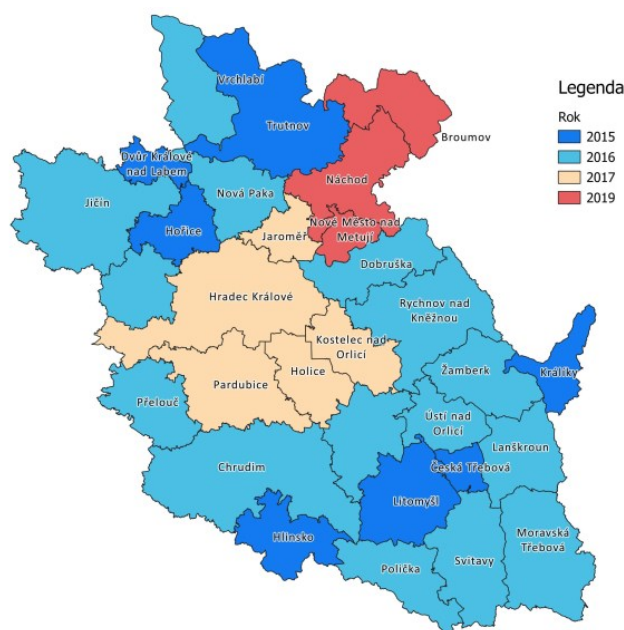 Vrchlabí
Trutnov
Broumov
Dvůr Králové
nad Labem
Náchod
Jičín
Nová Paka
Hořice
Jaroměř
Nové Město nad
Metují
Dobruška
Hradec Králové
Rychnov nad
Kněžnou
Kostelec nad
Orlicí
Holice
Pardubice
Žamberk
Králíky
Přelouč
Ústí nad
Orlicí
Lanškroun
Chrudim
Česká Třebová
Litomyšl
Hlinsko
Moravská
Třebová
Svitavy
Polička
Legenda
Rok
2015
2016
2017
2019